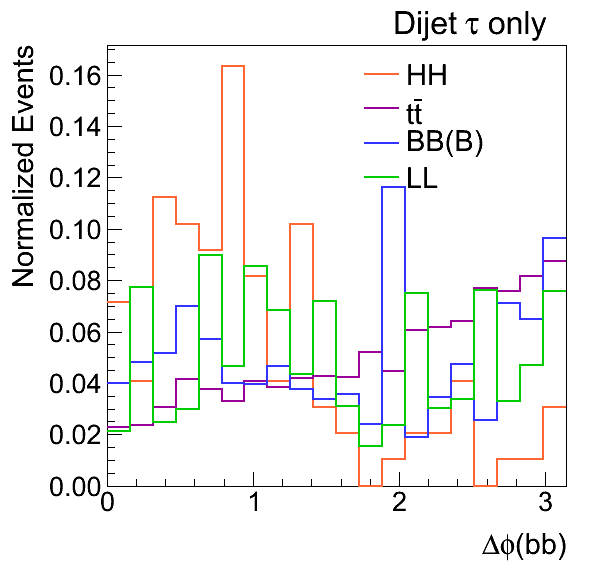 Dijet τ only
Normalized Events
0.16
0.14
0.12
0.10
0.08
0.06
0.04
0.02
0.00
HH
tt̄
BB(B)
LL
0 1 2 3
Δϕ(bb)